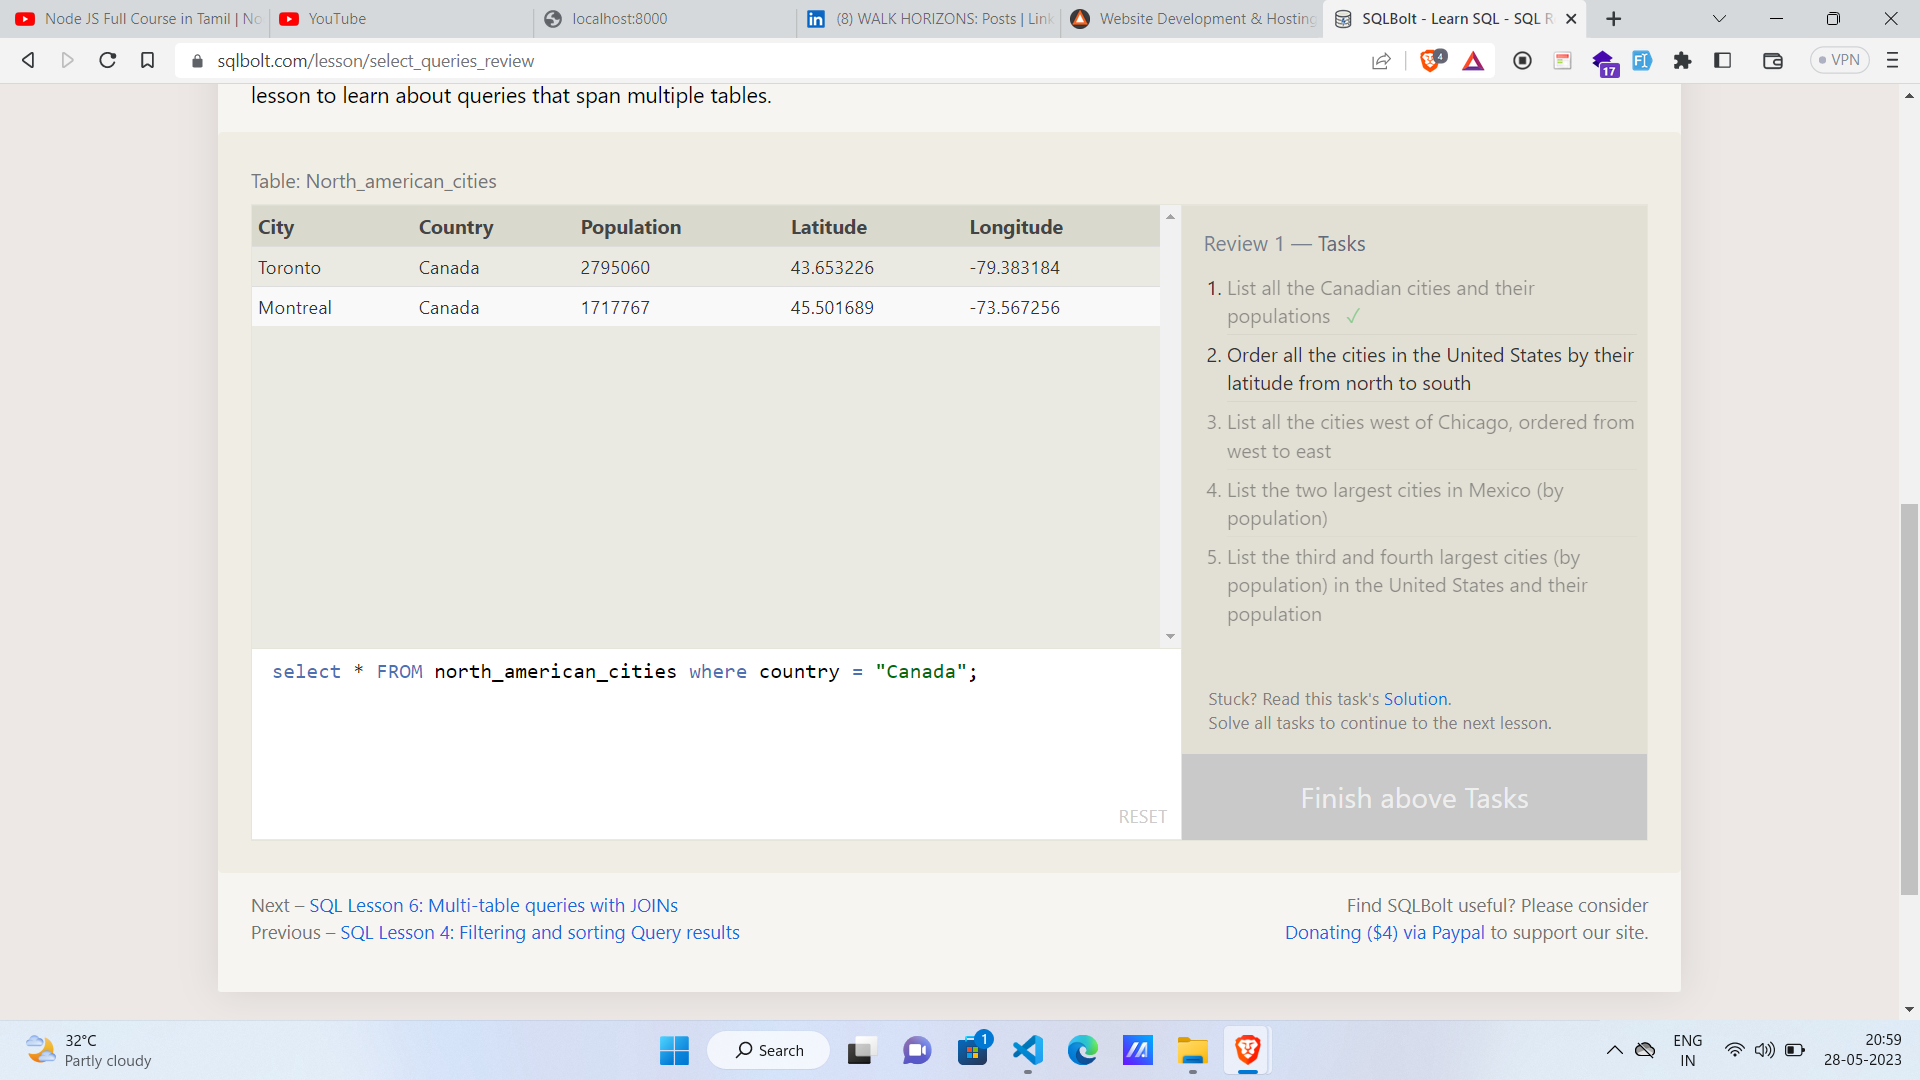 Node JS Full Course in Tamil | No
YouTube
localhost:8000
(8) WALK HORIZONS: Posts | Link
Website Development & Hosting
SQLBolt - Learn SQL - SQL R
sqlbolt.com/lesson/select_queries_review
4
17
VPN
lesson to learn about queries that span multiple tables.
Table: North_american_cities
City Country Population Latitude Longitude
Toronto Canada 2795060 43.653226 -79.383184
Montreal Canada 1717767 45.501689 -73.567256
Review 1 — Tasks
1. List all the Canadian cities and their
populations ✓
2. Order all the cities in the United States by their
latitude from north to south
3. List all the cities west of Chicago, ordered from
west to east
4. List the two largest cities in Mexico (by
population)
5. List the third and fourth largest cities (by
population) in the United States and their
population
Stuck? Read this task's Solution.
Solve all tasks to continue to the next lesson.
Finish above Tasks
select * FROM north_american_cities where country = "Canada";
RESET
Next – SQL Lesson 6: Multi-table queries with JOINs
Previous – SQL Lesson 4: Filtering and sorting Query results
Find SQLBolt useful? Please consider
Donating ($4) via Paypal to support our site.
32°C
Partly cloudy
Search
1
ENG
IN
20:59
28-05-2023